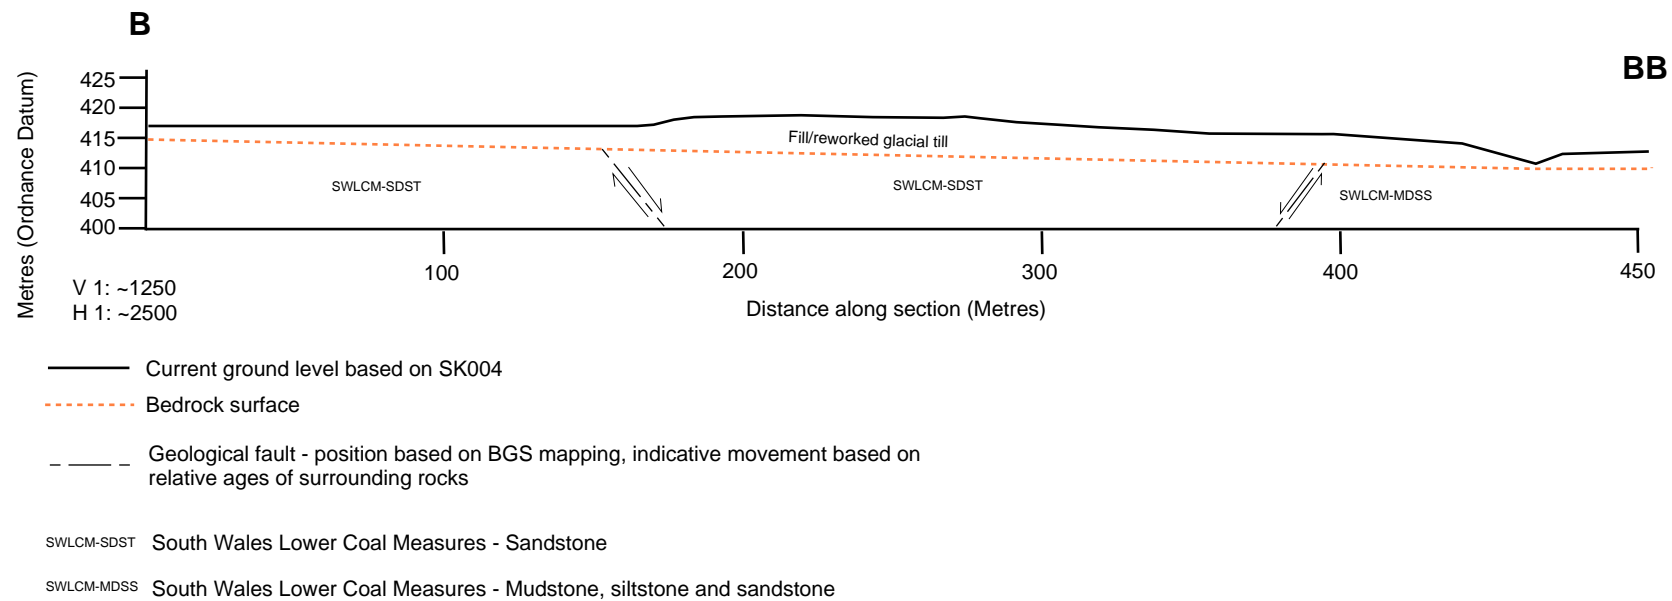 B
BB
Metres (Ordnance Datum)
425
420
415
410
405
400
Fill/reworked glacial till
SWLCM-SDST
SWLCM-SDST
SWLCM-MDSS
100
200
300
400
450
V 1: ~1250
H 1: ~2500
Distance along section (Metres)
Current ground level based on SK004
Bedrock surface
Geological fault - position based on BGS mapping, indicative movement based on
relative ages of surrounding rocks
SWLCM-SDST South Wales Lower Coal Measures - Sandstone
SWLCM-MDSS South Wales Lower Coal Measures - Mudstone, siltstone and sandstone